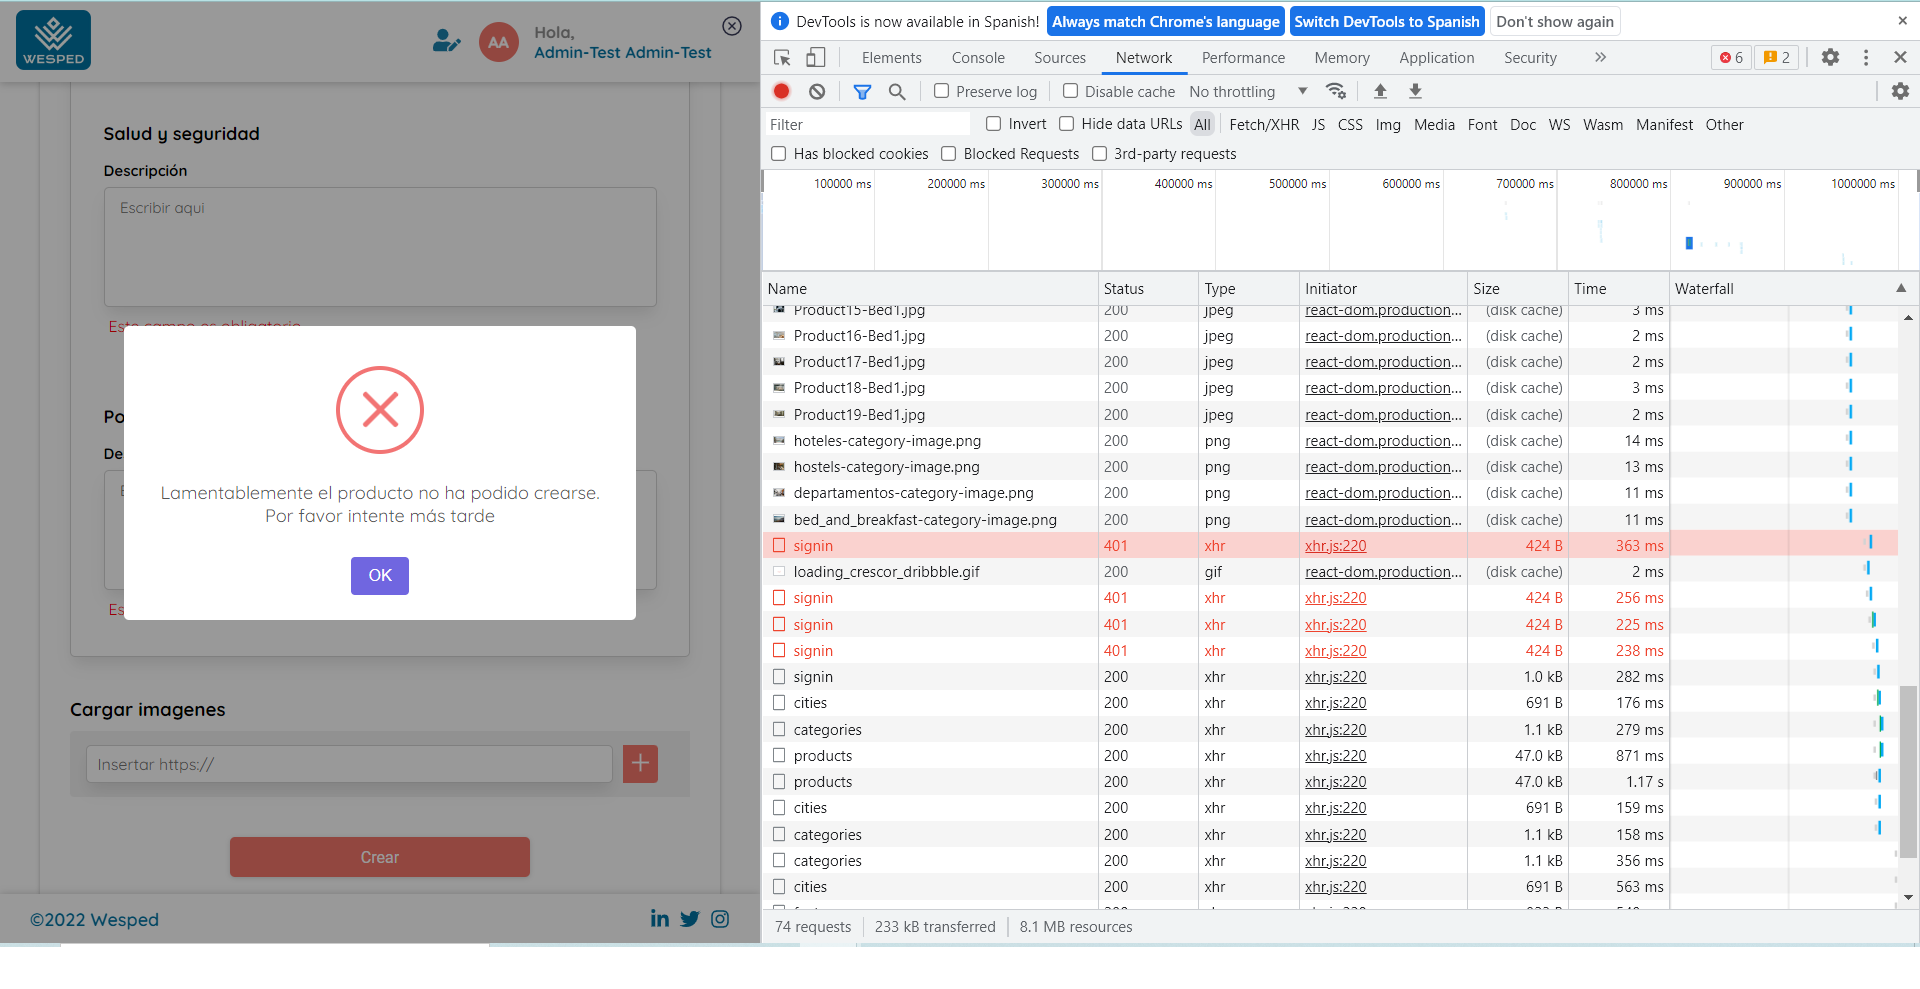 WESPED
AA
Hola,
Admin-Test Admin-Test
Salud y seguridad
Descripción
Escribir aqui
Este campo es obligatorio
Po
De
Lamentablemente el producto no ha podido crearse.
Por favor intente más tarde
OK
Es
Cargar imagenes
Insertar https://
Crear
©2022 Wesped
DevTools is now available in Spanish! Always match Chrome's language Switch DevTools to Spanish Don't show again
Elements Console Sources Network Performance Memory Application Security 6 2
Preserve log Disable cache No throttling
Filter Invert Hide data URLs All Fetch/XHR JS CSS Img Media Font Doc WS Wasm Manifest Other
Has blocked cookies Blocked Requests 3rd-party requests
100000 ms 200000 ms 300000 ms 400000 ms 500000 ms 600000 ms 700000 ms 800000 ms 900000 ms 1000000 ms
Name Status Type Initiator Size Time Waterfall
Product15-Bed1.jpg 200 jpeg react-dom.production... (disk cache) 3 ms
Product16-Bed1.jpg 200 jpeg react-dom.production... (disk cache) 2 ms
Product17-Bed1.jpg 200 jpeg react-dom.production... (disk cache) 2 ms
Product18-Bed1.jpg 200 jpeg react-dom.production... (disk cache) 3 ms
Product19-Bed1.jpg 200 jpeg react-dom.production... (disk cache) 2 ms
hoteles-category-image.png 200 png react-dom.production... (disk cache) 14 ms
hostels-category-image.png 200 png react-dom.production... (disk cache) 13 ms
departamentos-category-image.png 200 png react-dom.production... (disk cache) 11 ms
bed_and_breakfast-category-image.png 200 png react-dom.production... (disk cache) 11 ms
signin 401 xhr xhr.js:220 424 B 363 ms
loading_crescor_dribbble.gif 200 gif react-dom.production... (disk cache) 2 ms
signin 401 xhr xhr.js:220 424 B 256 ms
signin 401 xhr xhr.js:220 424 B 225 ms
signin 401 xhr xhr.js:220 424 B 238 ms
signin 200 xhr xhr.js:220 1.0 kB 282 ms
cities 200 xhr xhr.js:220 691 B 176 ms
categories 200 xhr xhr.js:220 1.1 kB 279 ms
products 200 xhr xhr.js:220 47.0 kB 871 ms
products 200 xhr xhr.js:220 47.0 kB 1.17 s
cities 200 xhr xhr.js:220 691 B 159 ms
categories 200 xhr xhr.js:220 1.1 kB 158 ms
categories 200 xhr xhr.js:220 1.1 kB 356 ms
cities 200 xhr xhr.js:220 691 B 563 ms
74 requests 233 kB transferred 8.1 MB resources